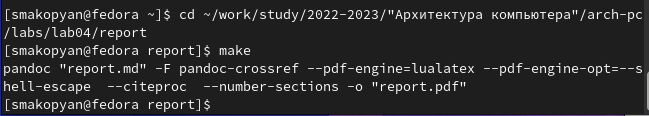 [smakopyan@fedora ~]$ cd ~/work/study/2022-2023/"Архитектура компьютера"/arch-pc
/labs/lab04/report
[smakopyan@fedora report]$ make
pandoc "report.md" -F pandoc-crossref --pdf-engine=lualatex --pdf-engine-opt=--s
hell-escape  --citeproc  --number-sections -o "report.pdf"
[smakopyan@fedora report]$